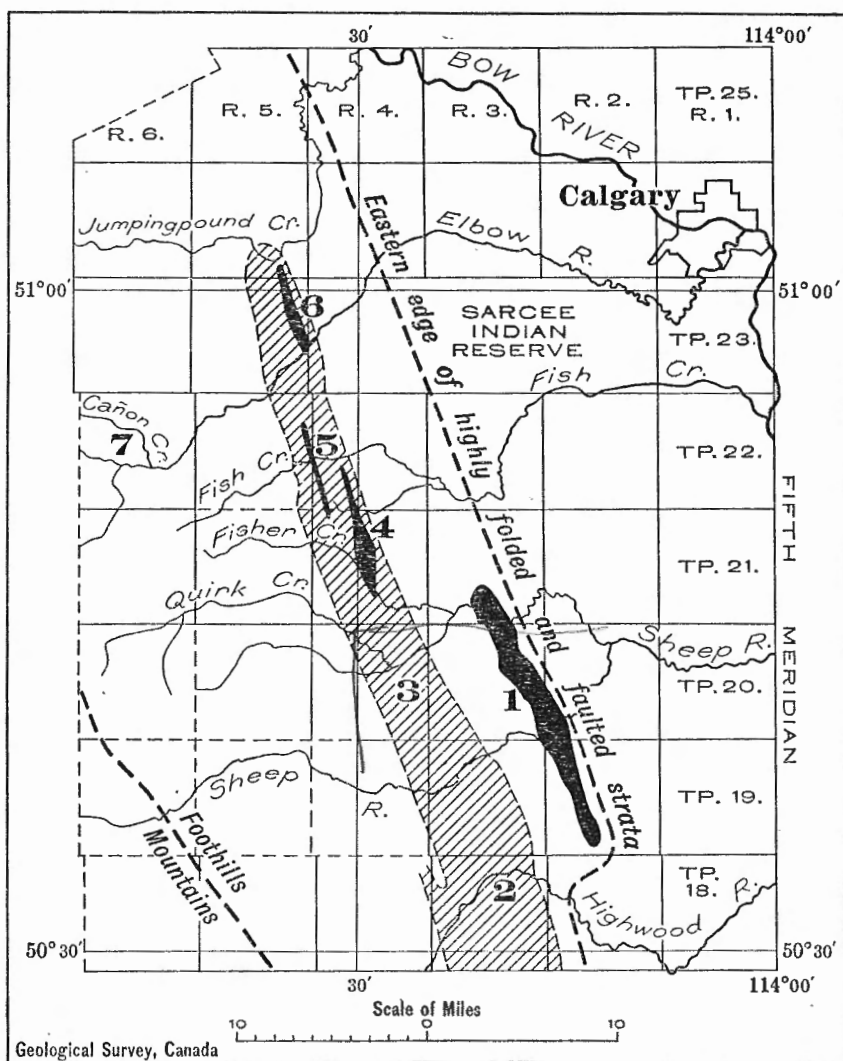 30′
114°00′
BOW
RIVER
R. 6.
R. 5.
R. 4.
R. 3.
R. 2.
TP. 25.
R. 1.
Calgary
Jumpingpound Cr.
Elbow R.
Eastern edge of highly folded and faulted strata
51°00′
51°00′
6
SARCEE
INDIAN
RESERVE
TP. 23.
Fish Cr.
Cañon Cr.
7
5
TP. 22.
Fish Cr.
4
Fisher Cr.
FIFTH MERIDIAN
TP. 21.
Quirk Cr.
Sheep R.
3
1
TP. 20.
Sheep R.
TP. 19.
Foothills
Mountains
2
TP.
18.
Highwood R.
50°30′
50°30′
30′
114°00′
Scale of Miles
10 0 10
Geological Survey, Canada